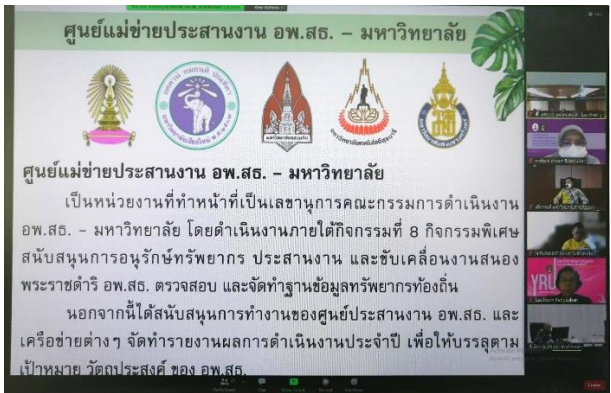 ศูนย์แม่ข่ายประสานงาน อพ.สธ. – มหาวิทยาลัย
ศูนย์แม่ข่ายประสานงาน อพ.สธ. – มหาวิทยาลัย
เป็นหน่วยงานที่ทำหน้าที่เป็นเลขานุการคณะกรรมการดำเนินงาน
อพ.สธ. – มหาวิทยาลัย โดยดำเนินงานภายใต้กิจกรรมที่ 8 กิจกรรมพิเศษ
สนับสนุนการอนุรักษ์ทรัพยากร ประสานงาน และขับเคลื่อนงานสนอง
พระราชดำริ อพ.สธ. ตรวจสอบ และจัดทำฐานข้อมูลทรัพยากรท้องถิ่น
นอกจากนี้ได้สนับสนุนการทำงานของศูนย์ประสานงาน อพ.สธ. และ
เครือข่ายต่างๆ จัดทำรายงานผลการดำเนินงานประจำปี เพื่อให้บรรลุตาม
เป้าหมาย วัตถุประสงค์ ของ อพ.สธ.
YRU